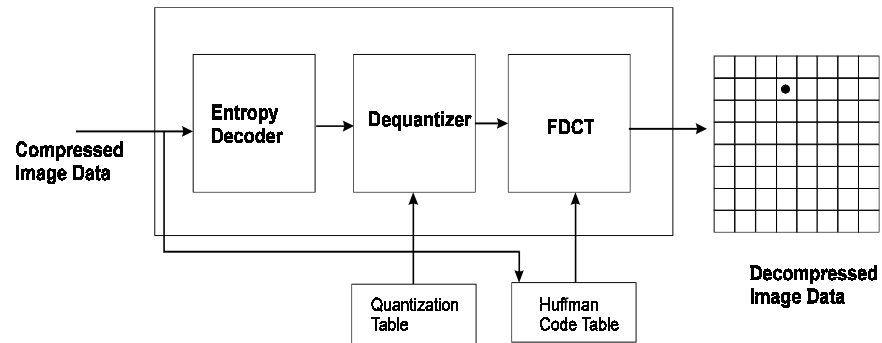 Entropy
Decoder
Dequantizer
FDCT
Compressed
Image Data
Decompressed
Image Data
Quantization
Table
Huffman
Code Table